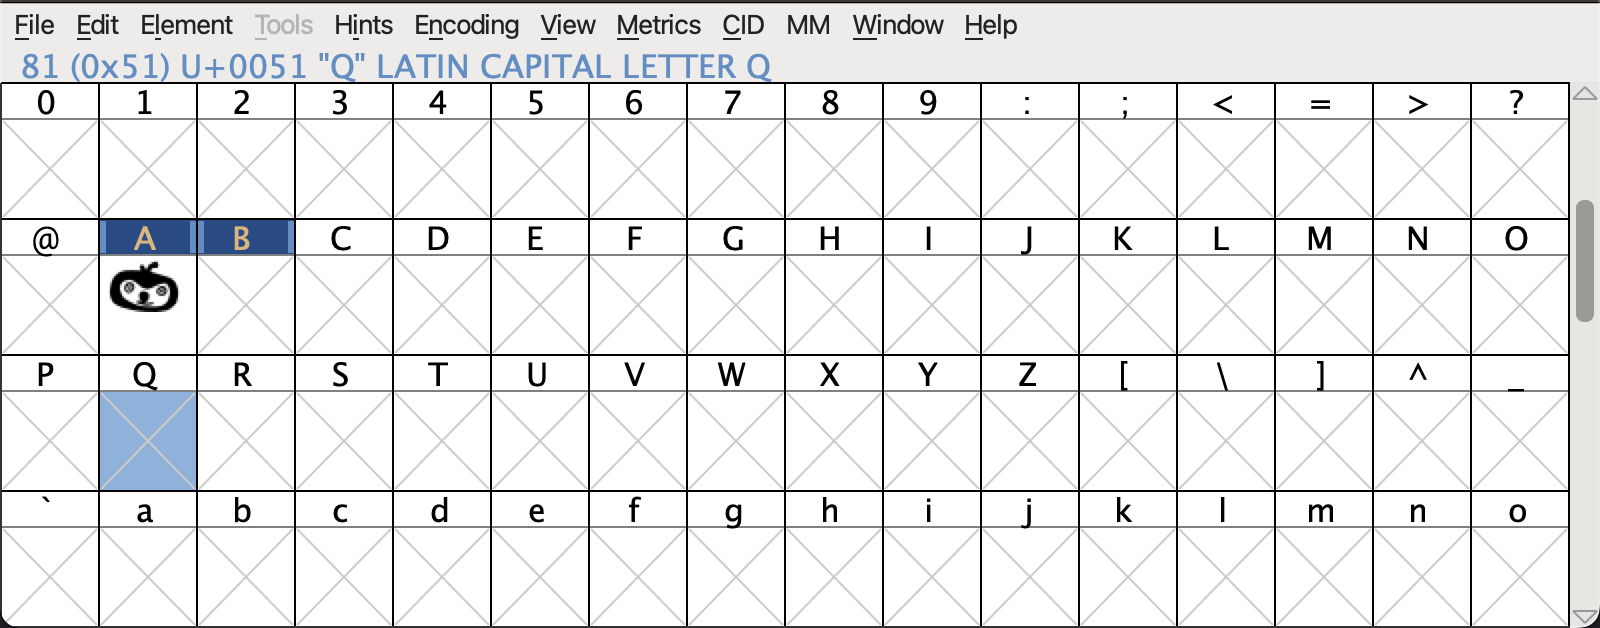 File Edit Element Tools Hints Encoding View Metrics CID MM Window Help
81 (0x51) U+0051 "Q" LATIN CAPITAL LETTER Q
0 1 2 3 4 5 6 7 8 9 : ; < = > ?
@ A B C D E F G H I J K L M N O
P Q R S T U V W X Y Z [ \ ] ^ _
` a b c d e f g h i j k l m n o